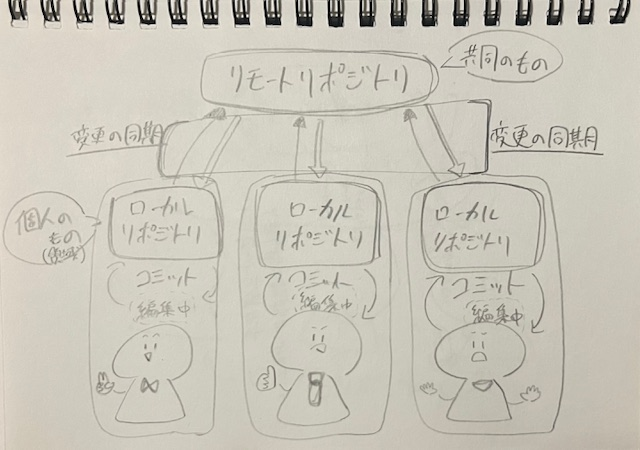 共同のもの
リモートリポジトリ
変更の同期
変更の同期
個人の
もの
ローカル
リポジトリ
コミット
編集中
ローカル
リポジトリ
コミット
編集中
ローカル
リポジトリ
コミット
編集中